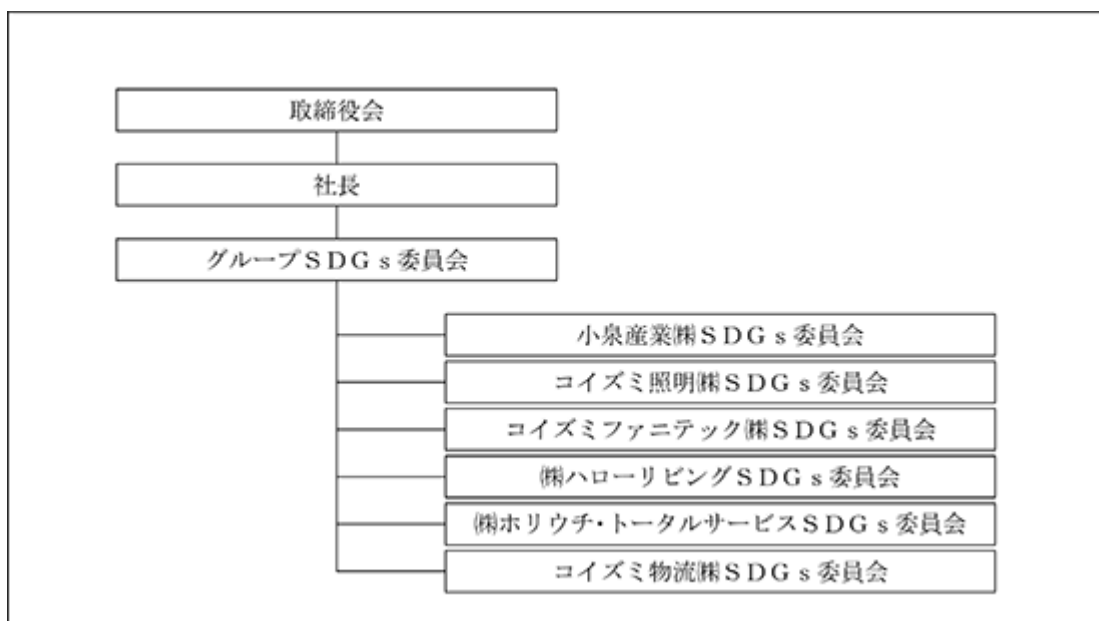 取締役会
社長
グループＳＤＧｓ委員会
小泉産業㈱ＳＤＧｓ委員会
コイズミ照明㈱ＳＤＧｓ委員会
コイズミファニテック㈱ＳＤＧｓ委員会
㈱ハローリビングＳＤＧｓ委員会
㈱ホリウチ・トータルサービスＳＤＧｓ委員会
コイズミ物流㈱ＳＤＧｓ委員会